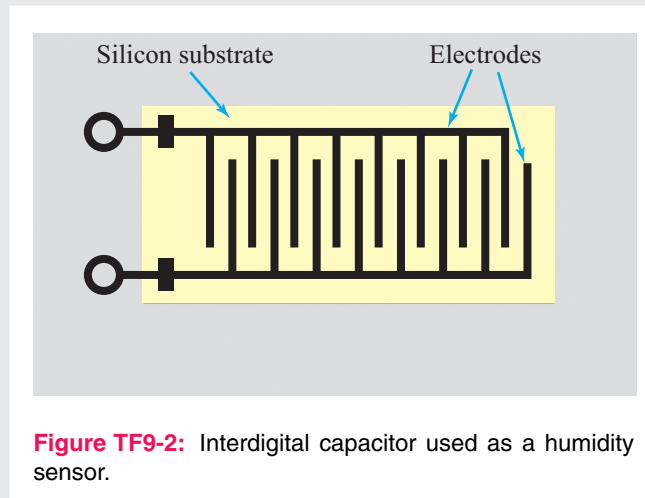 Silicon substrate Electrodes
Figure TF9-2: Interdigital capacitor used as a humidity
sensor.